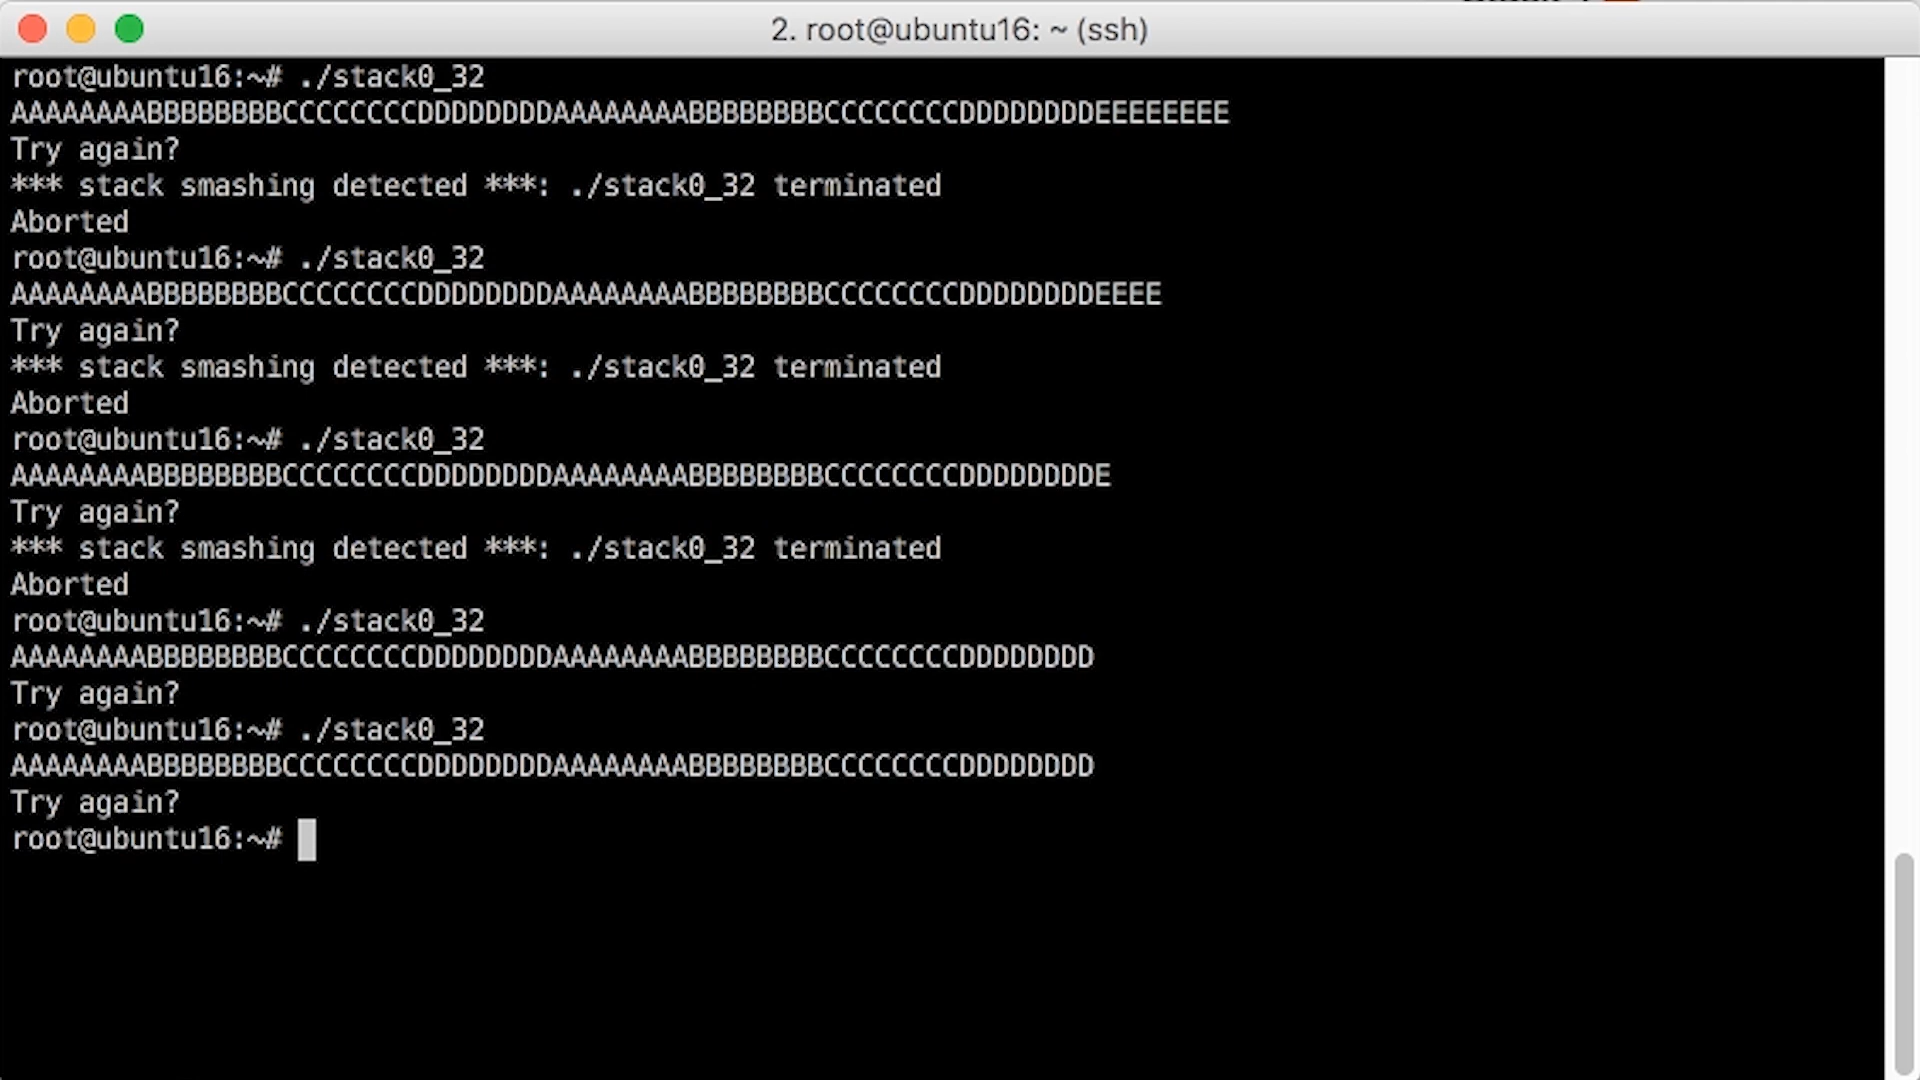 2. root@ubuntu16: ~ (ssh)
root@ubuntu16:~# ./stack0_32
AAAAAAAABBBBBBBBCCCCCCCCDDDDDDDDAAAAAAAABBBBBBBBCCCCCCCCDDDDDDDDEEEEEEEE
Try again?
*** stack smashing detected ***: ./stack0_32 terminated
Aborted
root@ubuntu16:~# ./stack0_32
AAAAAAAABBBBBBBBCCCCCCCCDDDDDDDDAAAAAAAABBBBBBBBCCCCCCCCDDDDDDDDEEEE
Try again?
*** stack smashing detected ***: ./stack0_32 terminated
Aborted
root@ubuntu16:~# ./stack0_32
AAAAAAAABBBBBBBBCCCCCCCCDDDDDDDDAAAAAAAABBBBBBBBCCCCCCCCDDDDDDDDE
Try again?
*** stack smashing detected ***: ./stack0_32 terminated
Aborted
root@ubuntu16:~# ./stack0_32
AAAAAAAABBBBBBBBCCCCCCCCDDDDDDDDAAAAAAAABBBBBBBBCCCCCCCCDDDDDDDD
Try again?
root@ubuntu16:~# ./stack0_32
AAAAAAAABBBBBBBBCCCCCCCCDDDDDDDDAAAAAAAABBBBBBBBCCCCCCCCDDDDDDDD
Try again?
root@ubuntu16:~#